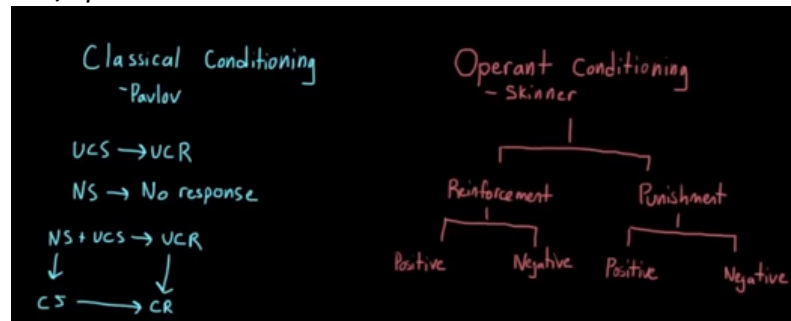 Classical Conditioning
- Pavlov
UCS → UCR
NS → No response
NS + UCS → UCR
CS → CR
Operant Conditioning
- Skinner
Reinforcement Punishment
Positive Negative Positive Negative